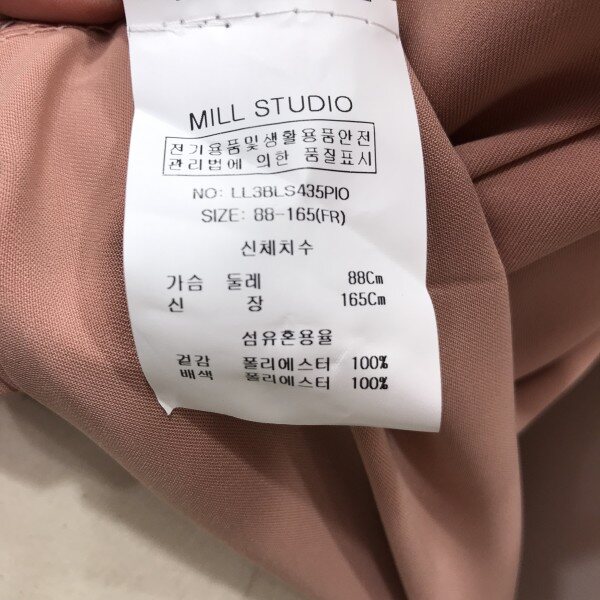 MILL STUDIO
전기용품및생활용품안전
관리법에 의한 품질표시
NO: LL3BLS435PIO
SIZE: 88-165(FR)
신체치수
가슴 둘레 88Cm
신 장 165Cm
섬유혼용율
겉감 폴리에스터 100%
배색 폴리에스터 100%